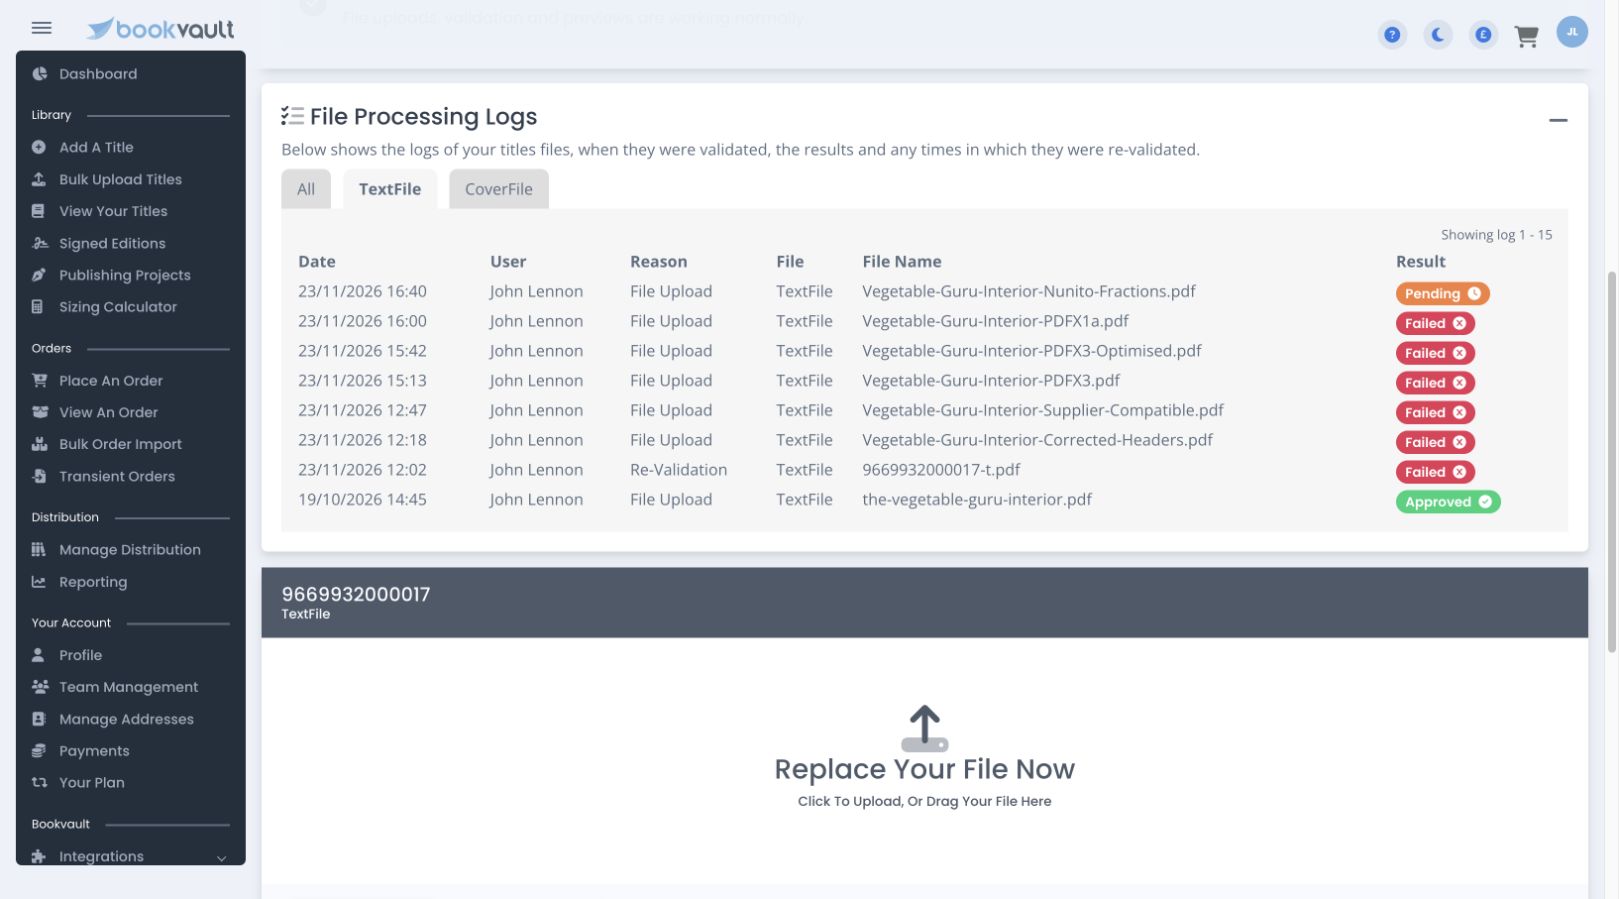 bookvault
File uploads, validation and previews are working normally
?
£
JL
Dashboard
Library
Add A Title
Bulk Upload Titles
View Your Titles
Signed Editions
Publishing Projects
Sizing Calculator
Orders
Place An Order
View An Order
Bulk Order Import
Transient Orders
Distribution
Manage Distribution
Reporting
Your Account
Profile
Team Management
Manage Addresses
Payments
Your Plan
Bookvault
Integrations
File Processing Logs
Below shows the logs of your titles files, when they were validated, the results and any times in which they were re-validated.
All TextFile CoverFile
Showing log 1 - 15
Date User Reason File File Name Result
23/11/2026 16:40 John Lennon File Upload TextFile Vegetable-Guru-Interior-Nunito-Fractions.pdf Pending
23/11/2026 16:00 John Lennon File Upload TextFile Vegetable-Guru-Interior-PDFX1a.pdf Failed
23/11/2026 15:42 John Lennon File Upload TextFile Vegetable-Guru-Interior-PDFX3-Optimised.pdf Failed
23/11/2026 15:13 John Lennon File Upload TextFile Vegetable-Guru-Interior-PDFX3.pdf Failed
23/11/2026 12:47 John Lennon File Upload TextFile Vegetable-Guru-Interior-Supplier-Compatible.pdf Failed
23/11/2026 12:18 John Lennon File Upload TextFile Vegetable-Guru-Interior-Corrected-Headers.pdf Failed
23/11/2026 12:02 John Lennon Re-Validation TextFile 9669932000017-t.pdf Failed
19/10/2026 14:45 John Lennon File Upload TextFile the-vegetable-guru-interior.pdf Approved
9669932000017
TextFile
Replace Your File Now
Click To Upload, Or Drag Your File Here